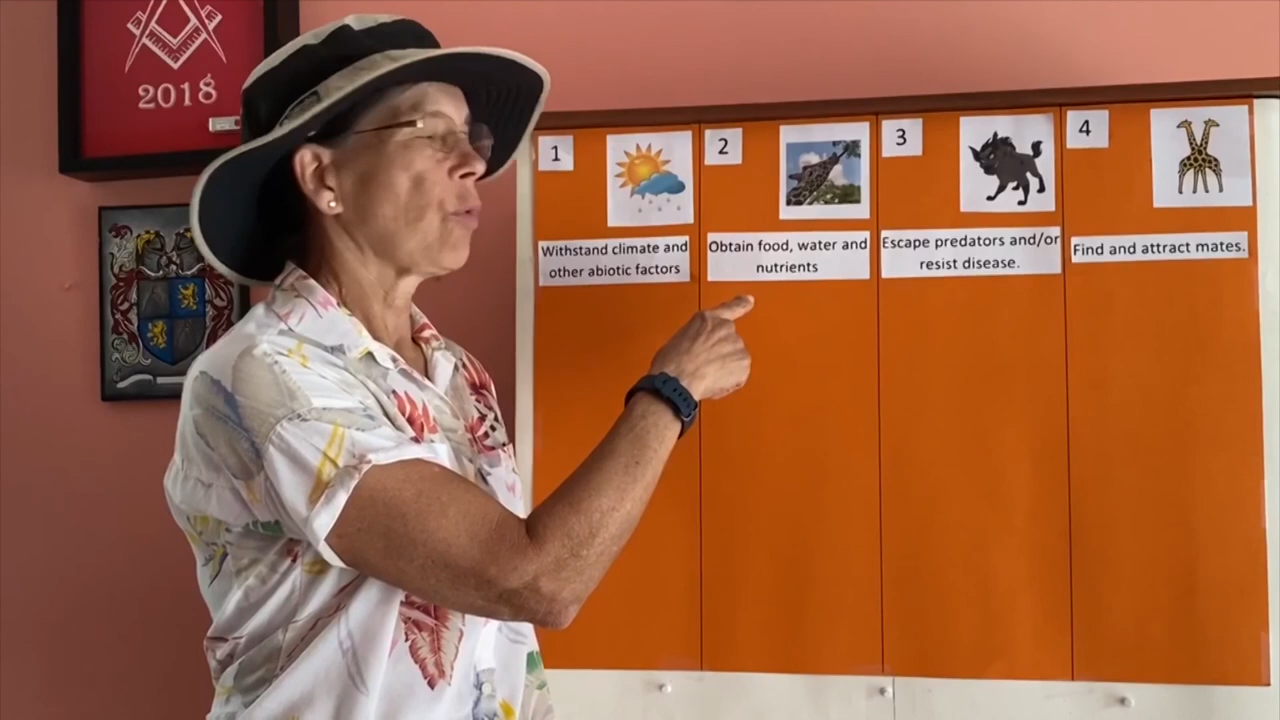 2018
1
2
3
4
Withstand climate and
other abiotic factors
Obtain food, water and
nutrients
Escape predators and/or
resist disease.
Find and attract mates.